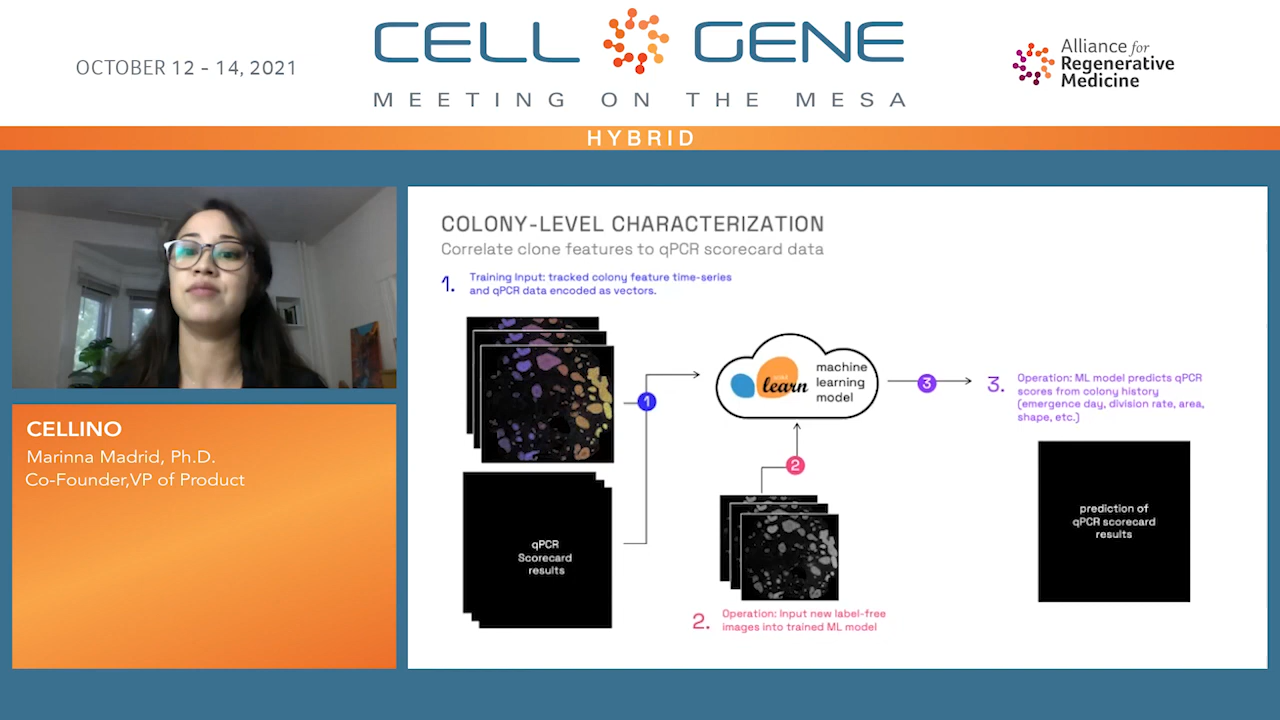 OCTOBER 12 - 14, 2021
CELL GENE
MEETING ON THE MESA
Alliance for
Regenerative
Medicine
HYBRID
CELLINO
Marinna Madrid, Ph.D.
Co-Founder,VP of Product
COLONY-LEVEL CHARACTERIZATION
Correlate clone features to qPCR scorecard data
1. Training Input: tracked colony feature time-series
and qPCR data encoded as vectors.
1
qPCR
Scorecard
results
learn
machine
learning
model
2
2. Operation: Input new label-free
images into trained ML model
3
3. Operation: ML model predicts qPCR
scores from colony history
(emergence day, division rate, area,
shape, etc.)
prediction of
qPCR scorecard
results